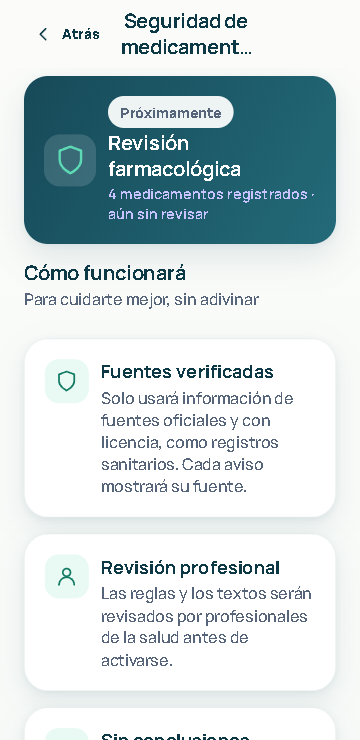 Atrás
Seguridad de
medicament...
Próximamente
Revisión
farmacológica
4 medicamentos registrados ·
aún sin revisar
Cómo funcionará
Para cuidarte mejor, sin adivinar
Fuentes verificadas
Solo usará información de
fuentes oficiales y con
licencia, como registros
sanitarios. Cada aviso
mostrará su fuente.
Revisión profesional
Las reglas y los textos serán
revisados por profesionales
de la salud antes de
activarse.
Sin conclusiones